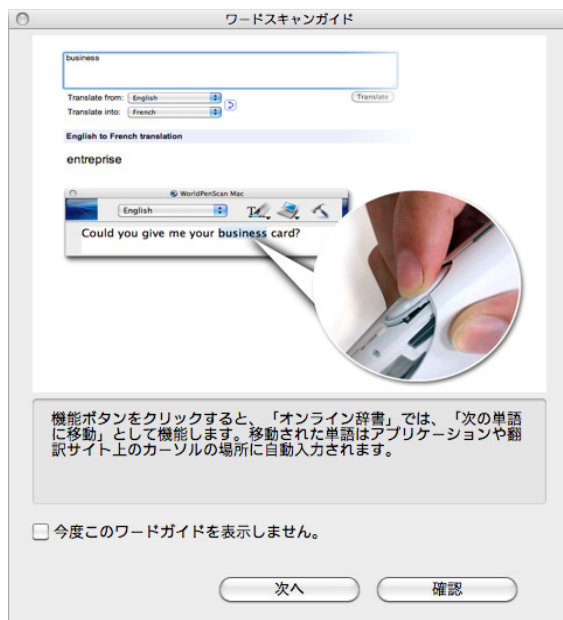 ワードスキャンガイド
business
Translate from: English
Translate into: French
Translate
English to French translation
entreprise
WorldPenScan Mac
English
Could you give me your business card?
機能ボタンをクリックすると、「オンライン辞書」では、「次の単語
に移動」として機能します。移動された単語はアプリケーションや翻
訳サイト上のカーソルの場所に自動入力されます。
今度このワードガイドを表示しません。
次へ
確認